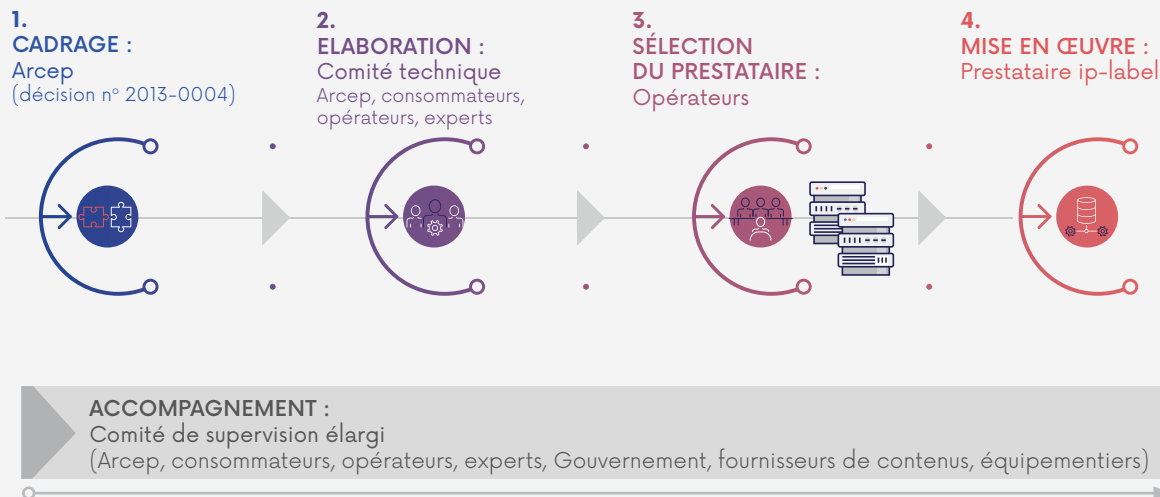 1.
CADRAGE :
Arcep
(décision n° 2013-0004)
2.
ELABORATION :
Comité technique
Arcep, consommateurs,
opérateurs, experts
3.
SÉLECTION
DU PRESTATAIRE :
Opérateurs
4.
MISE EN ŒUVRE :
Prestataire ip-label
ACCOMPAGNEMENT :
Comité de supervision élargi
(Arcep, consommateurs, opérateurs, experts, Gouvernement, fournisseurs de contenus, équipementiers)